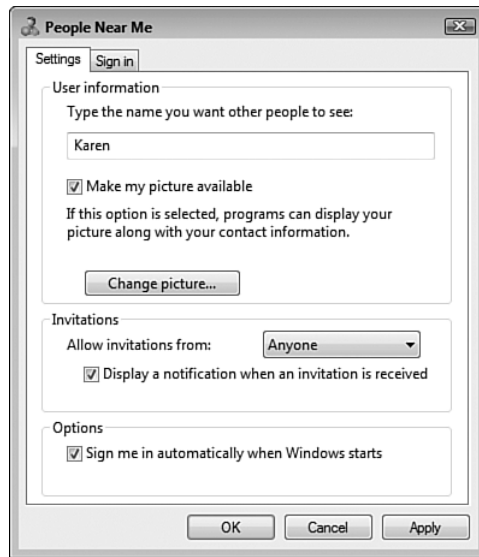 People Near Me
Settings
Sign in
User information
Type the name you want other people to see:
Karen
Make my picture available
If this option is selected, programs can display your
picture along with your contact information.
Change picture...
Invitations
Allow invitations from:
Anyone
Display a notification when an invitation is received
Options
Sign me in automatically when Windows starts
OK
Cancel
Apply